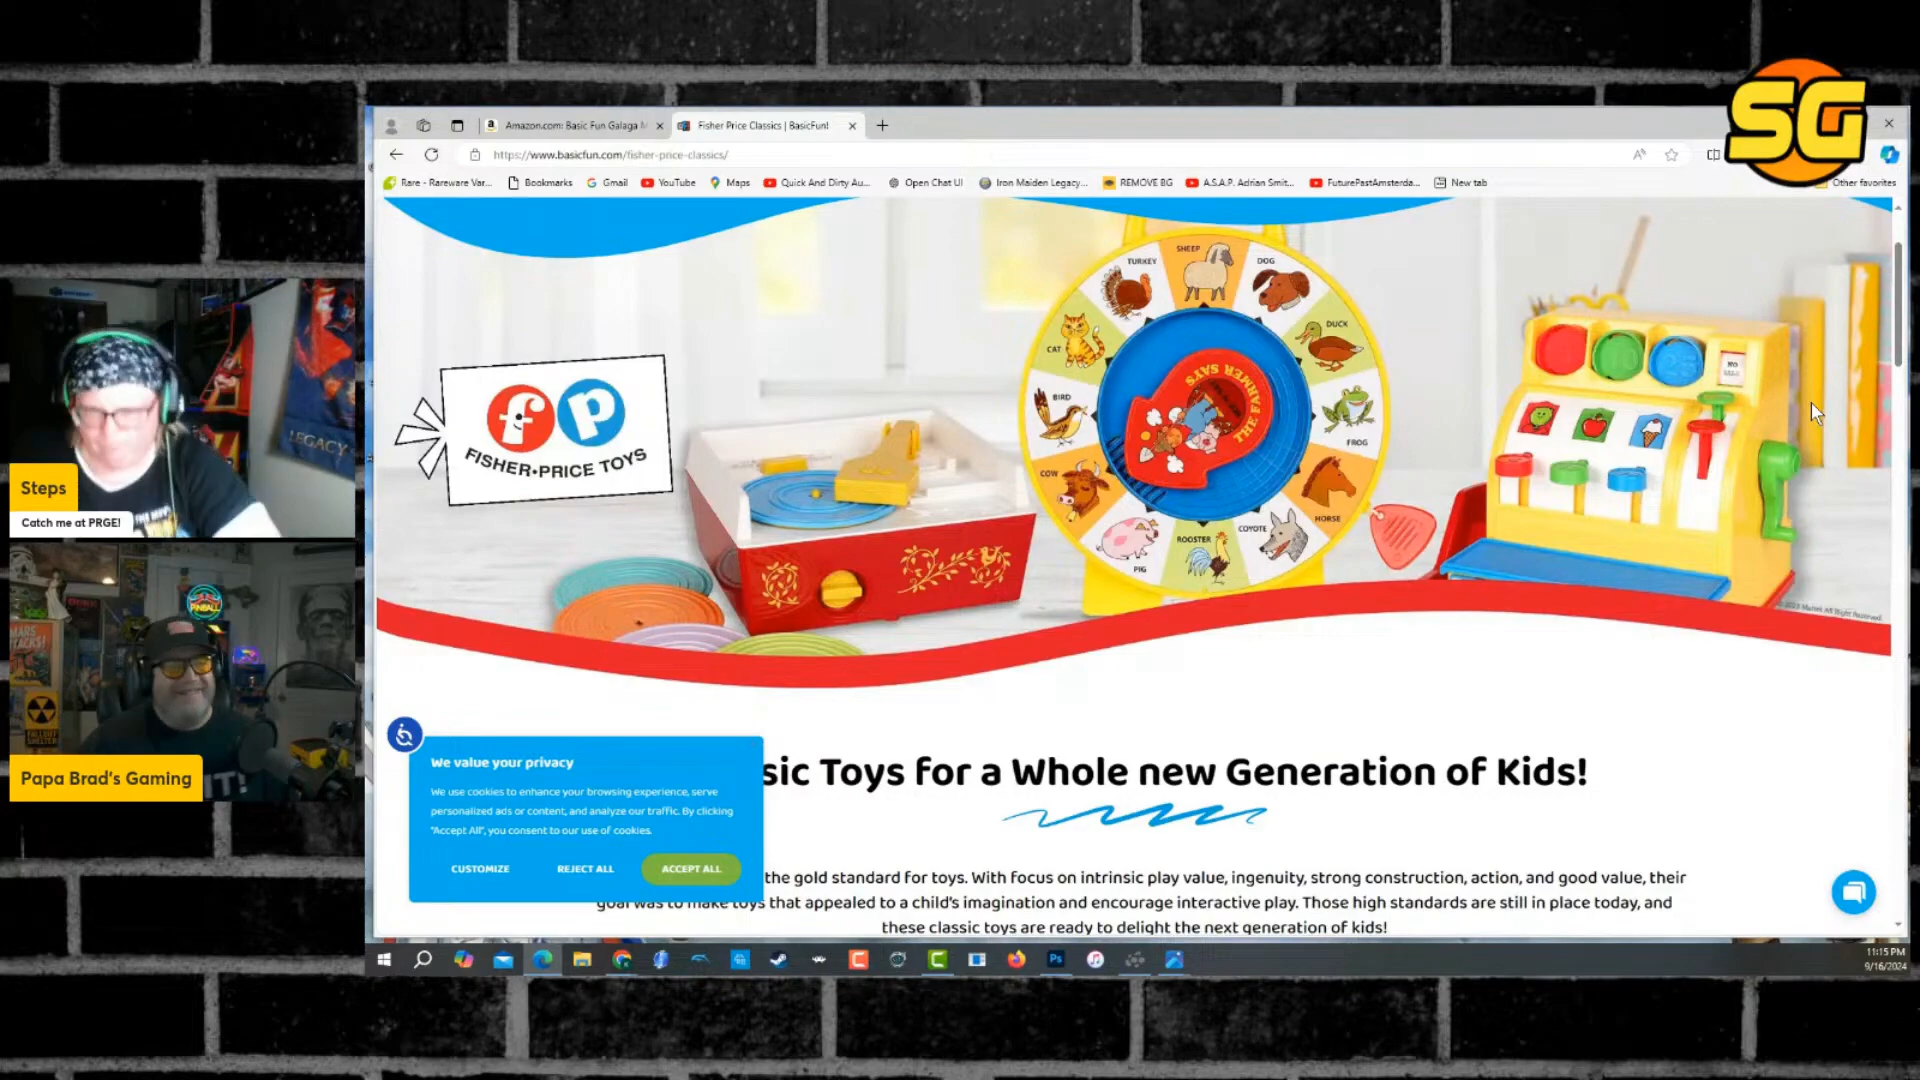 SG
Amazon.com: Basic Fun Galaga M
Fisher Price Classics | BasicFun!
https://www.basicfun.com/fisher-price-classics/
Rare - Rareware Var...
Bookmarks
Gmail
YouTube
Maps
Quick And Dirty Au...
Open Chat UI
Iron Maiden Legacy...
REMOVE BG
A.S.A.P. Adrian Smit...
FuturePastAmsterda...
New tab
Other favorites
fp
FISHER•PRICE TOYS
SHEEP
DOG
DUCK
FROG
HORSE
COYOTE
ROOSTER
PIG
COW
BIRD
CAT
TURKEY
THE FARMER SAYS
NO
LEGACY
Steps
Catch me at PRGE!
PINBALL
MARS
FALLOUT
SHELTER
Papa Brad's Gaming
sic Toys for a Whole new Generation of Kids!
the gold standard for toys. With focus on intrinsic play value, ingenuity, strong construction, action, and good value, their
goal was to make toys that appealed to a child's imagination and encourage interactive play. Those high standards are still in place today, and
these classic toys are ready to delight the next generation of kids!
We value your privacy
We use cookies to enhance your browsing experience, serve
personalized ads or content, and analyze our traffic. By clicking
"Accept All", you consent to our use of cookies.
CUSTOMIZE
REJECT ALL
ACCEPT ALL
Ps
11:15 PM
9/16/2024